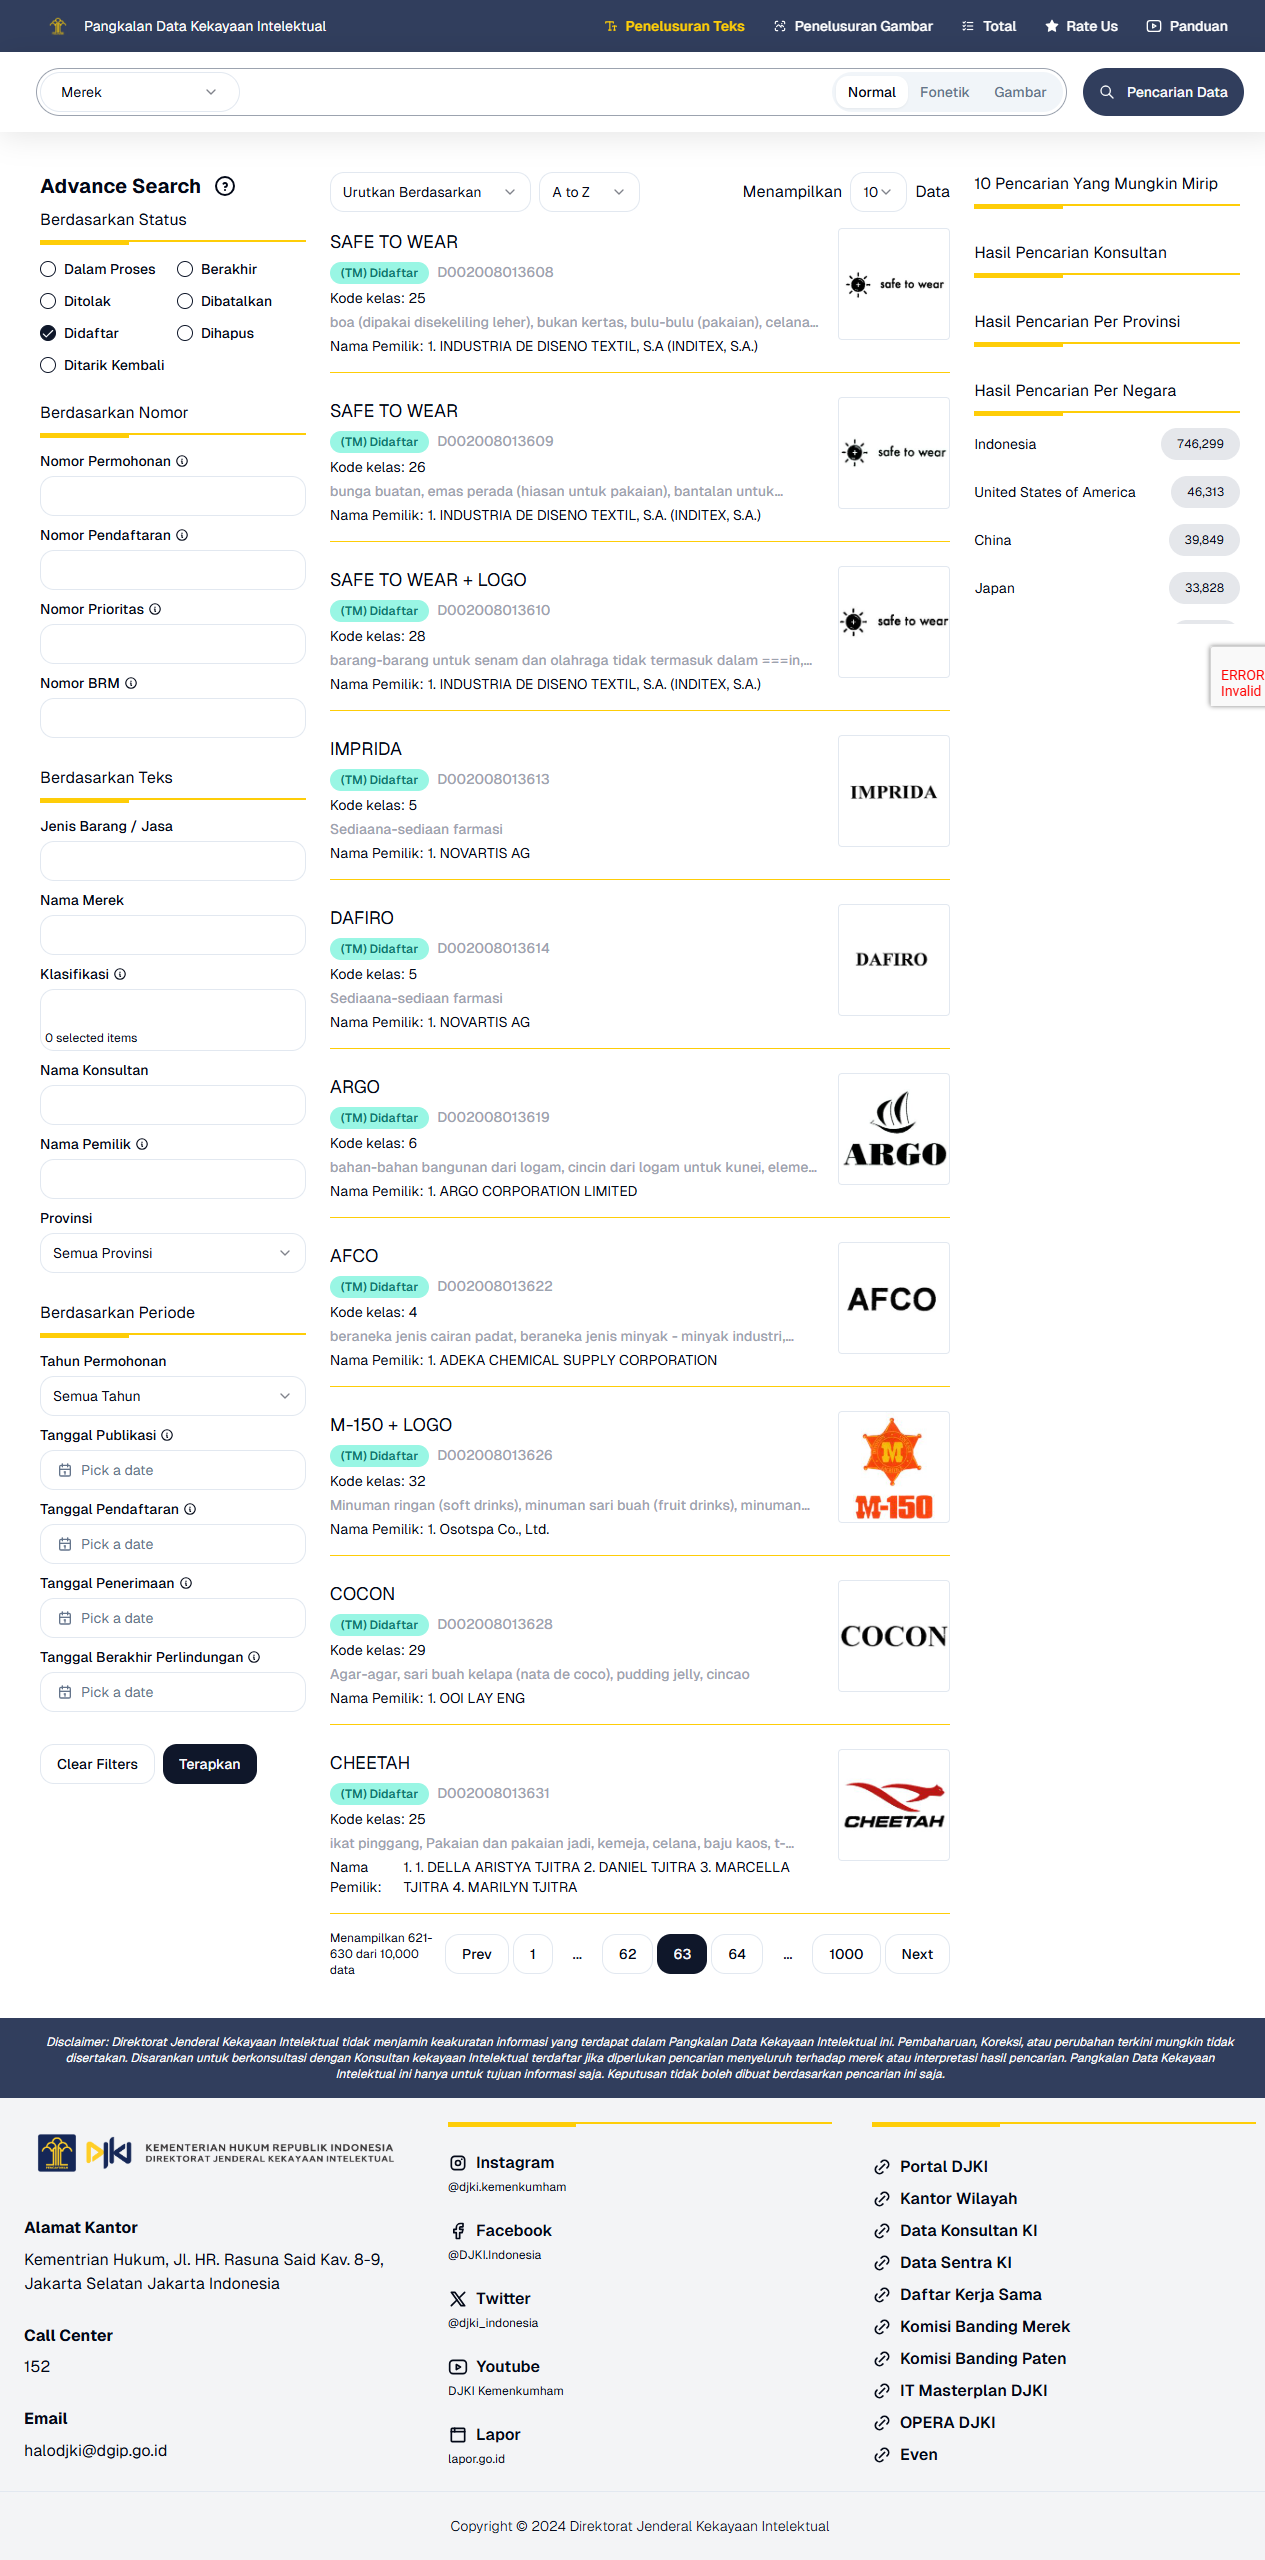 Pangkalan Data Kekayaan Intelektual
Penelusuran Teks
Penelusuran Gambar
Total
Rate Us
Panduan
Merek
Normal
Fonetik
Gambar
Pencarian Data
Advance Search
Berdasarkan Status
Dalam Proses
Berakhir
Ditolak
Dibatalkan
Didaftar
Dihapus
Ditarik Kembali
Berdasarkan Nomor
Nomor Permohonan
Nomor Pendaftaran
Nomor Prioritas
Nomor BRM
Berdasarkan Teks
Jenis Barang / Jasa
Nama Merek
Klasifikasi
0 selected items
Nama Konsultan
Nama Pemilik
Provinsi
Semua Provinsi
Berdasarkan Periode
Tahun Permohonan
Semua Tahun
Tanggal Publikasi
Pick a date
Tanggal Pendaftaran
Pick a date
Tanggal Penerimaan
Pick a date
Tanggal Berakhir Perlindungan
Pick a date
Clear Filters
Terapkan
Urutkan Berdasarkan
A to Z
Menampilkan
10
Data
SAFE TO WEAR
(TM) Didaftar D002008013608
Kode kelas: 25
boa (dipakai disekeliling leher), bukan kertas, bulu-bulu (pakaian), celana...
Nama Pemilik: 1. INDUSTRIA DE DISENO TEXTIL, S.A (INDITEX, S.A.)
safe to wear
SAFE TO WEAR
(TM) Didaftar D002008013609
Kode kelas: 26
bunga buatan, emas perada (hiasan untuk pakaian), bantalan untuk...
Nama Pemilik: 1. INDUSTRIA DE DISENO TEXTIL, S.A. (INDITEX, S.A.)
safe to wear
SAFE TO WEAR + LOGO
(TM) Didaftar D002008013610
Kode kelas: 28
barang-barang untuk senam dan olahraga tidak termasuk dalam ===in,...
Nama Pemilik: 1. INDUSTRIA DE DISENO TEXTIL, S.A. (INDITEX, S.A.)
safe to wear
IMPRIDA
(TM) Didaftar D002008013613
Kode kelas: 5
Sediaana-sediaan farmasi
Nama Pemilik: 1. NOVARTIS AG
IMPRIDA
DAFIRO
(TM) Didaftar D002008013614
Kode kelas: 5
Sediaana-sediaan farmasi
Nama Pemilik: 1. NOVARTIS AG
DAFIRO
ARGO
(TM) Didaftar D002008013619
Kode kelas: 6
bahan-bahan bangunan dari logam, cincin dari logam untuk kunei, eleme...
Nama Pemilik: 1. ARGO CORPORATION LIMITED
ARGO
AFCO
(TM) Didaftar D002008013622
Kode kelas: 4
beraneka jenis cairan padat, beraneka jenis minyak - minyak industri,...
Nama Pemilik: 1. ADEKA CHEMICAL SUPPLY CORPORATION
AFCO
M-150 + LOGO
(TM) Didaftar D002008013626
Kode kelas: 32
Minuman ringan (soft drinks), minuman sari buah (fruit drinks), minuman...
Nama Pemilik: 1. Osotspa Co., Ltd.
M
M-150
COCON
(TM) Didaftar D002008013628
Kode kelas: 29
Agar-agar, sari buah kelapa (nata de coco), pudding jelly, cincao
Nama Pemilik: 1. OOI LAY ENG
COCON
CHEETAH
(TM) Didaftar D002008013631
Kode kelas: 25
ikat pinggang, Pakaian dan pakaian jadi, kemeja, celana, baju kaos, t-...
Nama Pemilik: 1. 1. DELLA ARISTYA TJITRA 2. DANIEL TJITRA 3. MARCELLA
TJITRA 4. MARILYN TJITRA
CHEETAH
Menampilkan 621-
630 dari 10,000
data
Prev
1
...
62
63
64
...
1000
Next
10 Pencarian Yang Mungkin Mirip
Hasil Pencarian Konsultan
Hasil Pencarian Per Provinsi
Hasil Pencarian Per Negara
Indonesia 746,299
United States of America 46,313
China 39,849
Japan 33,828
ERROR
Invalid
Disclaimer: Direktorat Jenderal Kekayaan Intelektual tidak menjamin keakuratan informasi yang terdapat dalam Pangkalan Data Kekayaan Intelektual ini. Pembaharuan, Koreksi, atau perubahan terkini mungkin tidak
disertakan. Disarankan untuk berkonsultasi dengan Konsultan kekayaan Intelektual terdaftar jika diperlukan pencarian menyeluruh terhadap merek atau interpretasi hasil pencarian. Pangkalan Data Kekayaan
Intelektual ini hanya untuk tujuan informasi saja. Keputusan tidak boleh dibuat berdasarkan pencarian ini saja.
DJKI
KEMENTERIAN HUKUM REPUBLIK INDONESIA
DIREKTORAT JENDERAL KEKAYAAN INTELEKTUAL
Alamat Kantor
Kementrian Hukum, Jl. HR. Rasuna Said Kav. 8-9,
Jakarta Selatan Jakarta Indonesia
Call Center
152
Email
halodjki@dgip.go.id
Instagram
@djki.kemenkumham
Facebook
@DJKI.Indonesia
Twitter
@djki_indonesia
Youtube
DJKI Kemenkumham
Lapor
lapor.go.id
Portal DJKI
Kantor Wilayah
Data Konsultan KI
Data Sentra KI
Daftar Kerja Sama
Komisi Banding Merek
Komisi Banding Paten
IT Masterplan DJKI
OPERA DJKI
Even
Copyright © 2024 Direktorat Jenderal Kekayaan Intelektual